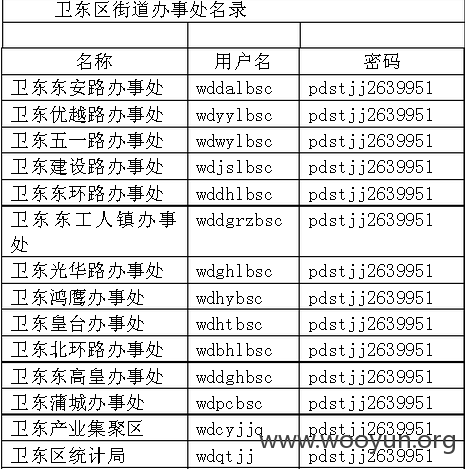 卫东区街道办事处名录
名称 用户名 密码
卫东东安路办事处 wddalbsc pdstjj2639951
卫东优越路办事处 wdyylbsc pdstjj2639951
卫东五一路办事处 wdwylbsc pdstjj2639951
卫东建设路办事处 wdjslbsc pdstjj2639951
卫东东环路办事处 wddhlbsc pdstjj2639951
卫东东工人镇办事 wddgrzbsc pdstjj2639951
处
卫东光华路办事处 wdghlbsc pdstjj2639951
卫东鸿鹰办事处 wdhybsc pdstjj2639951
卫东皇台办事处 wdhtbsc pdstjj2639951
卫东北环路办事处 wdbhlbsc pdstjj2639951
卫东东高皇办事处 wddghbsc pdstjj2639951
卫东蒲城办事处 wdpcbsc pdstjj2639951
卫东产业集聚区 wdcyjjq pdstjj2639951
卫东区统计局 wdqtjj pdstjj2639951
www.wooyun.org